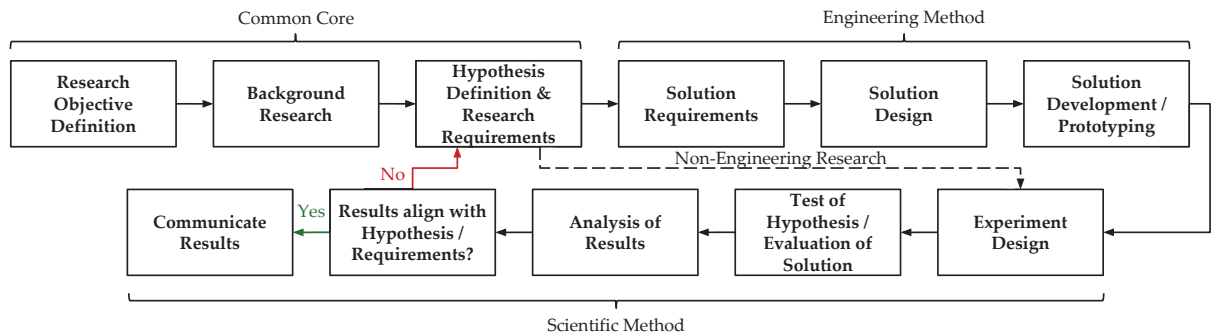 Common Core
Engineering Method
Research
Objective
Definition
Background
Research
Hypothesis
Definition &
Research
Requirements
Solution
Requirements
Solution
Design
Solution
Development /
Prototyping
No
Non-Engineering Research
Yes
Communicate
Results
Results align with
Hypothesis /
Requirements?
Analysis of
Results
Test of
Hypothesis /
Evaluation of
Solution
Experiment
Design
Scientific Method